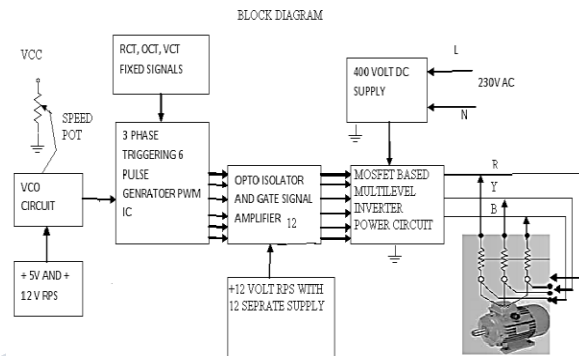 BLOCK DIAGRAM
VCC
SPEED
POT
RCT, OCT, VCT
FIXED SIGNALS
400 VOLT DC
SUPPLY
L
230V AC
N
3 PHASE
TRIGGERING 6
PULSE
GENRATOER PWM
IC
VCO
CIRCUIT
OPTO ISOLATOR
AND GATE SIGNAL
AMPLIFIER 12
MOSFET BASED
MULTILEVEL
INVERTER
POWER CIRCUIT
R
Y
B
+ 5V AND +
12 V RPS
+12 VOLT RPS WITH
12 SEPRATE SUPPLY